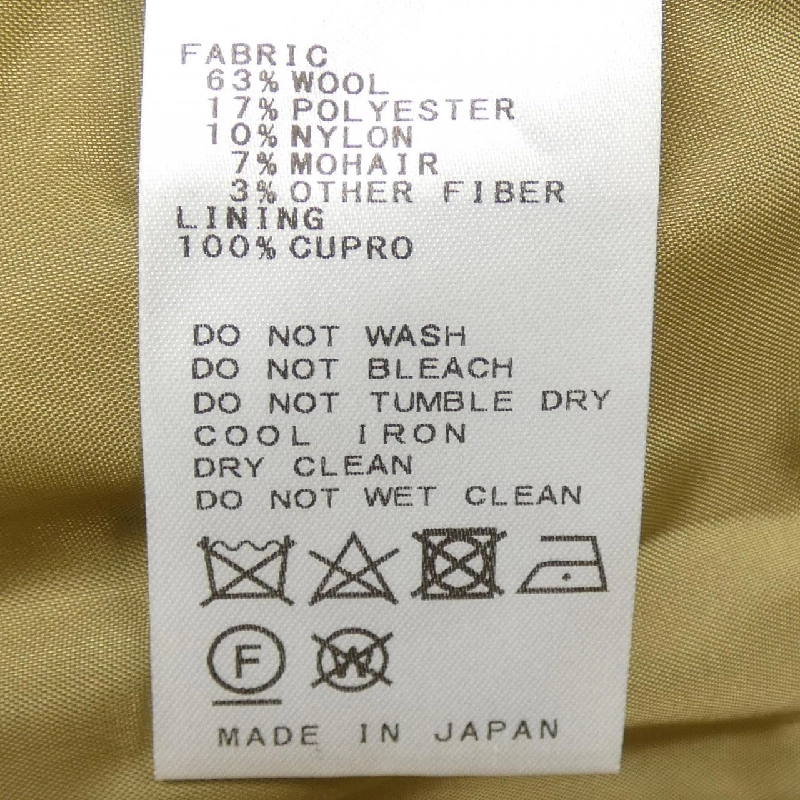 FABRIC
63% WOOL
17% POLYESTER
10% NYLON
7% MOHAIR
3% OTHER FIBER
LINING
100% CUPRO
DO NOT WASH
DO NOT BLEACH
DO NOT TUMBLE DRY
COOL IRON
DRY CLEAN
DO NOT WET CLEAN
F W
MADE IN JAPAN